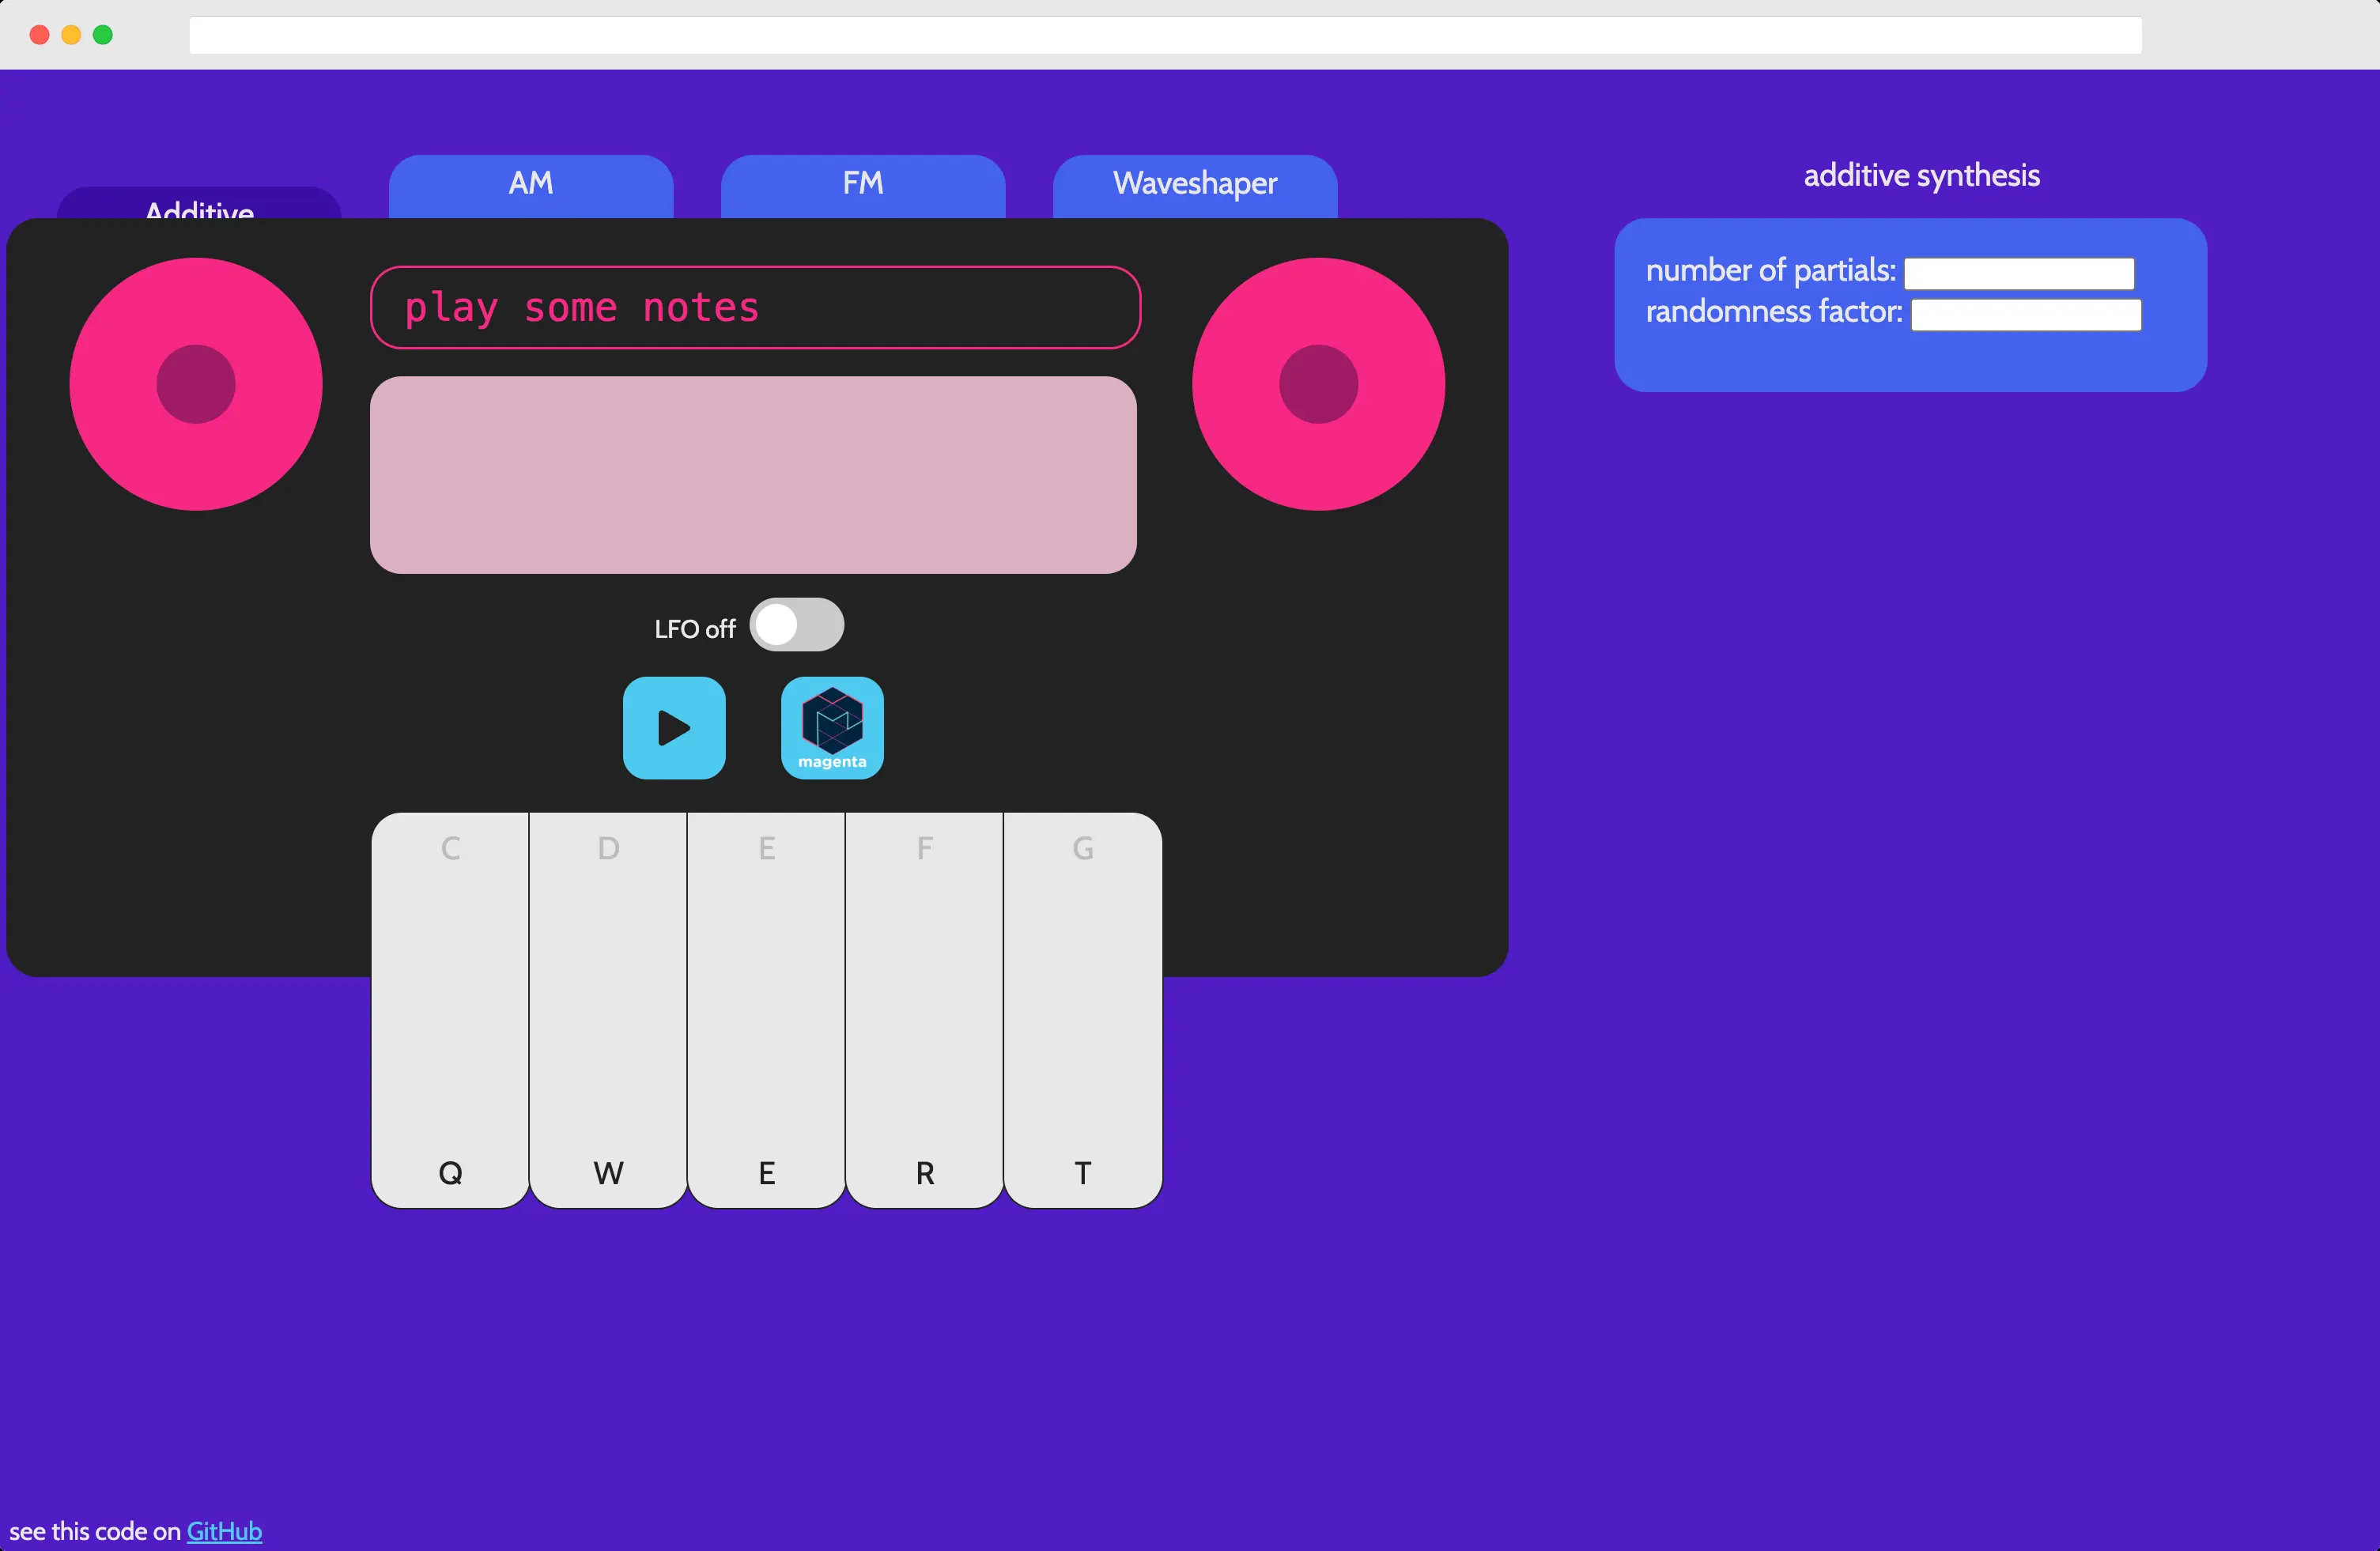 Additive
AM
FM
Waveshaper
additive synthesis
number of partials:
randomness factor:
play some notes
LFO off
magenta
C
D
E
F
G
Q
W
E
R
T
see this code on GitHub